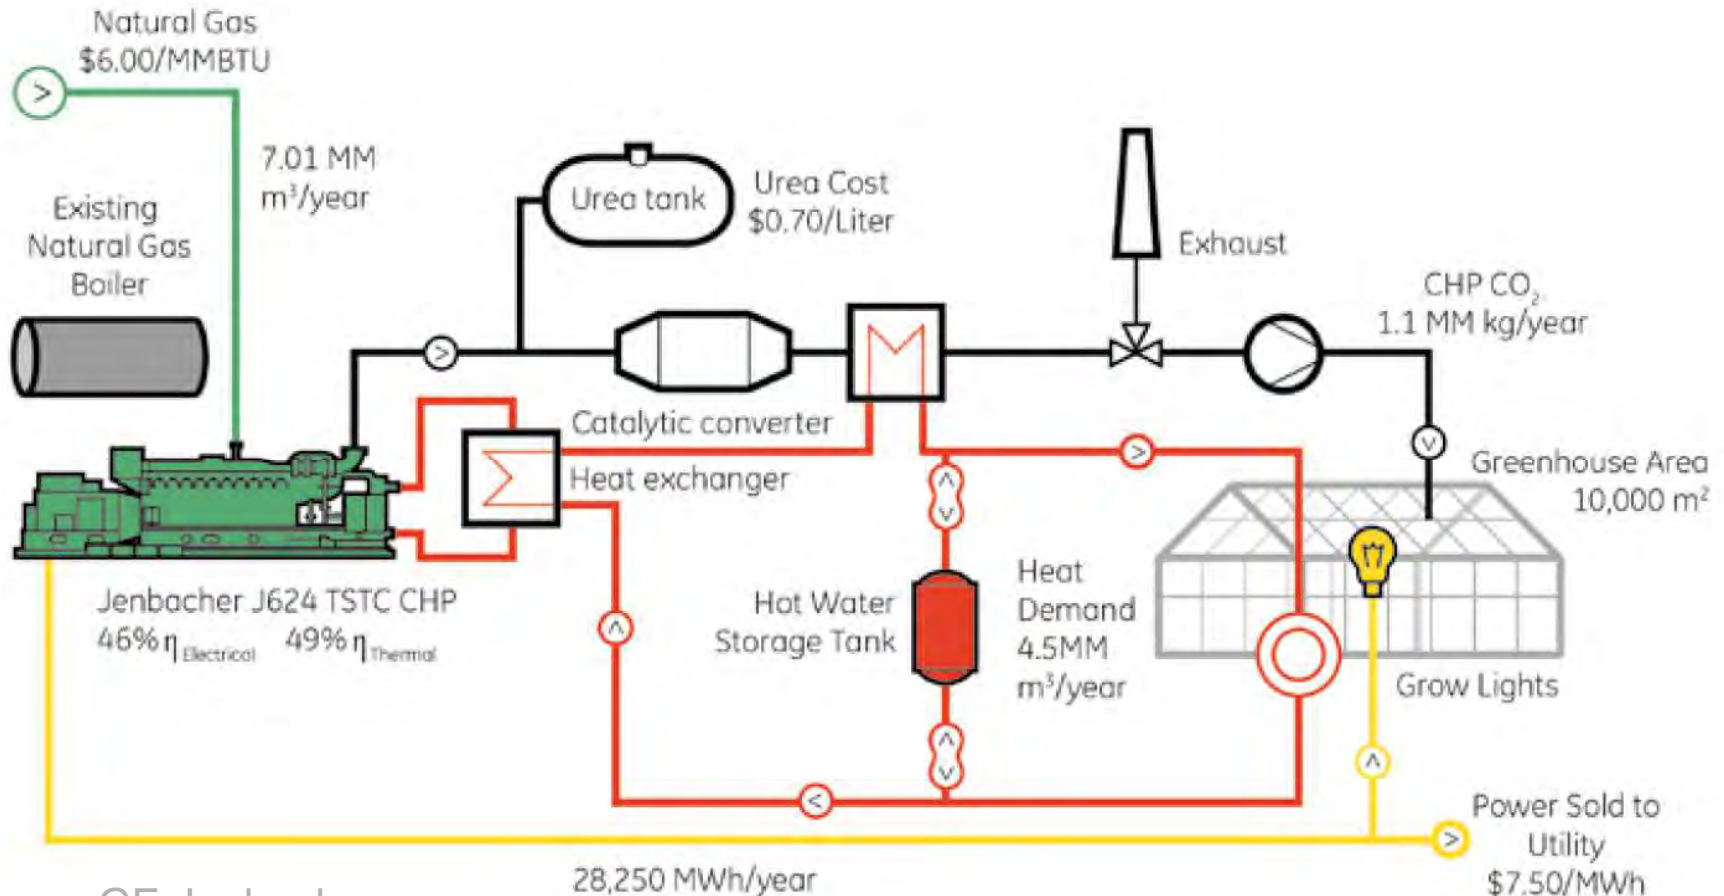 Natural Gas
$6.00/MMBTU
7.01 MM
m³/year
Existing
Natural Gas
Boiler
Urea tank
Urea Cost
$0.70/Liter
Exhaust
CHP CO₂
1.1 MM kg/year
Catalytic converter
Heat exchanger
Greenhouse Area
10,000 m²
Jenbacher J624 TSTC CHP
46% η Electrical 49% η Thermal
Hot Water
Storage Tank
Heat
Demand
4.5MM
m³/year
Grow Lights
Power Sold to
Utility
$7.50/MWh
28,250 MWh/year